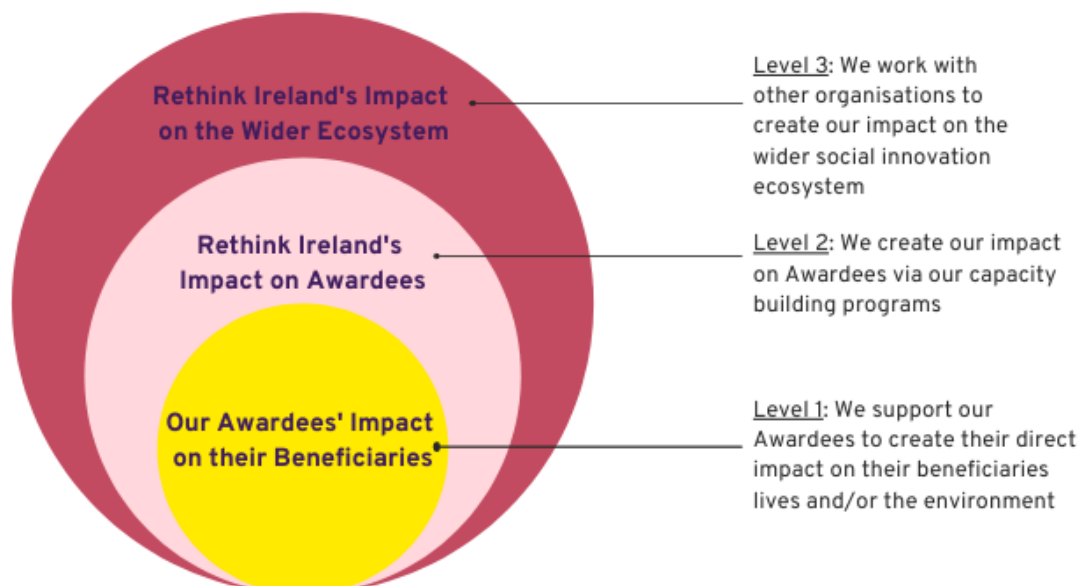 Rethink Ireland's Impact
on the Wider Ecosystem
Level 3: We work with
other organisations to
create our impact on the
wider social innovation
ecosystem
Rethink Ireland's
Impact on Awardees
Level 2: We create our impact
on Awardees via our capacity
building programs
Our Awardees' Impact
on their Beneficiaries
Level 1: We support our
Awardees to create their direct
impact on their beneficiaries
lives and/or the environment